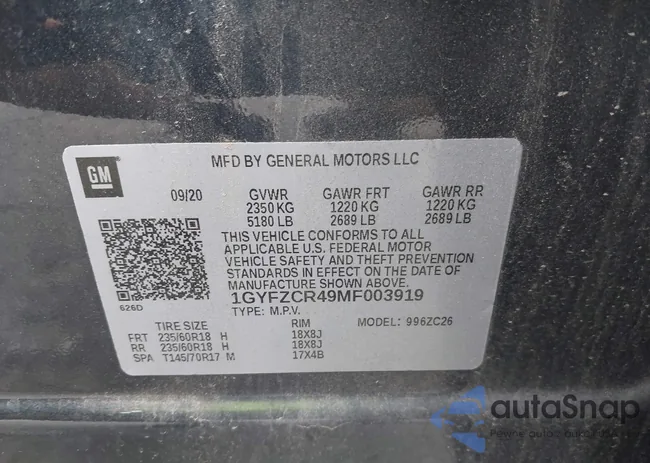 GM
MFD BY GENERAL MOTORS LLC
09/20 GVWR GAWR FRT GAWR RR
2350 KG 1220 KG 1220 KG
5180 LB 2689 LB 2689 LB
THIS VEHICLE CONFORMS TO ALL
APPLICABLE U.S. FEDERAL MOTOR
VEHICLE SAFETY AND THEFT PREVENTION
STANDARDS IN EFFECT ON THE DATE OF
MANUFACTURE SHOWN ABOVE.
1GYFZCR49MF003919
626D
TYPE: M.P.V.
TIRE SIZE RIM MODEL: 996ZC26
FRT 235/60R18 H 18X8J
RR 235/60R18 H 18X8J
SPA T145/70R17 M 17X4B
autaSnap